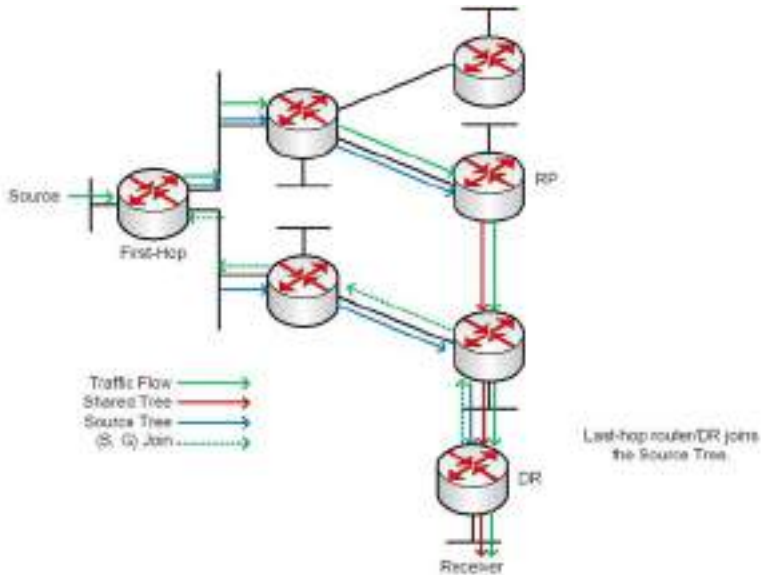 Source
First-Hop
RP
Traffic Flow
Shared Tree
Source Tree
(S, G) Join
Last-hop router/DR joins
the Source Tree.
DR
Receiver